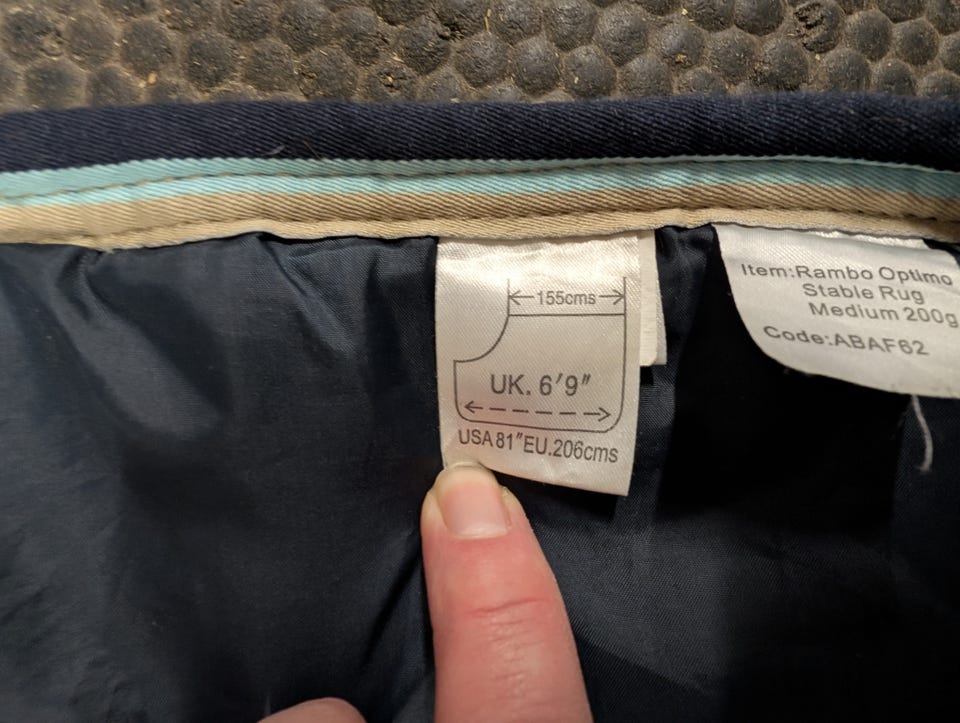 155cms
UK. 6'9"
USA 81" EU.206cms
Item:Rambo Optimo
Stable Rug
Medium 200g
Code:ABAF62